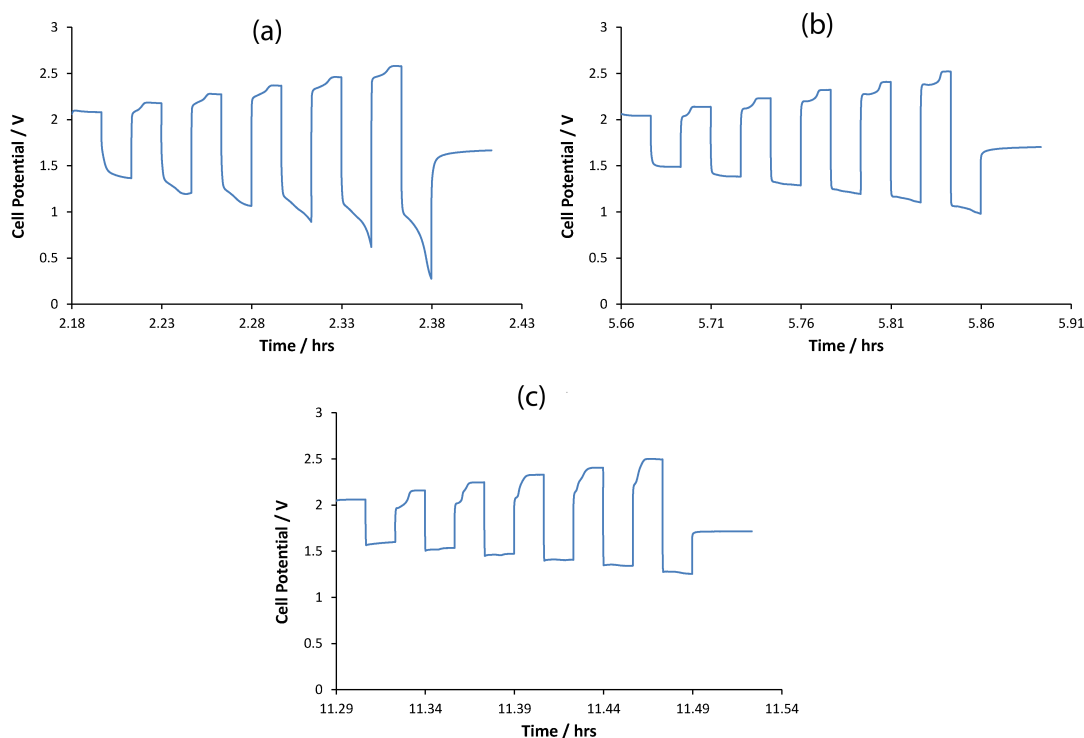 (a)
3
2.5
2
1.5
1
0.5
0
Cell Potential / V
2.18 2.23 2.28 2.33 2.38 2.43
Time / hrs
(b)
3
2.5
2
1.5
1
0.5
0
Cell Potential / V
5.66 5.71 5.76 5.81 5.86 5.91
Time / hrs
(c)
3
2.5
2
1.5
1
0.5
0
Cell Potential / V
11.29 11.34 11.39 11.44 11.49 11.54
Time / hrs